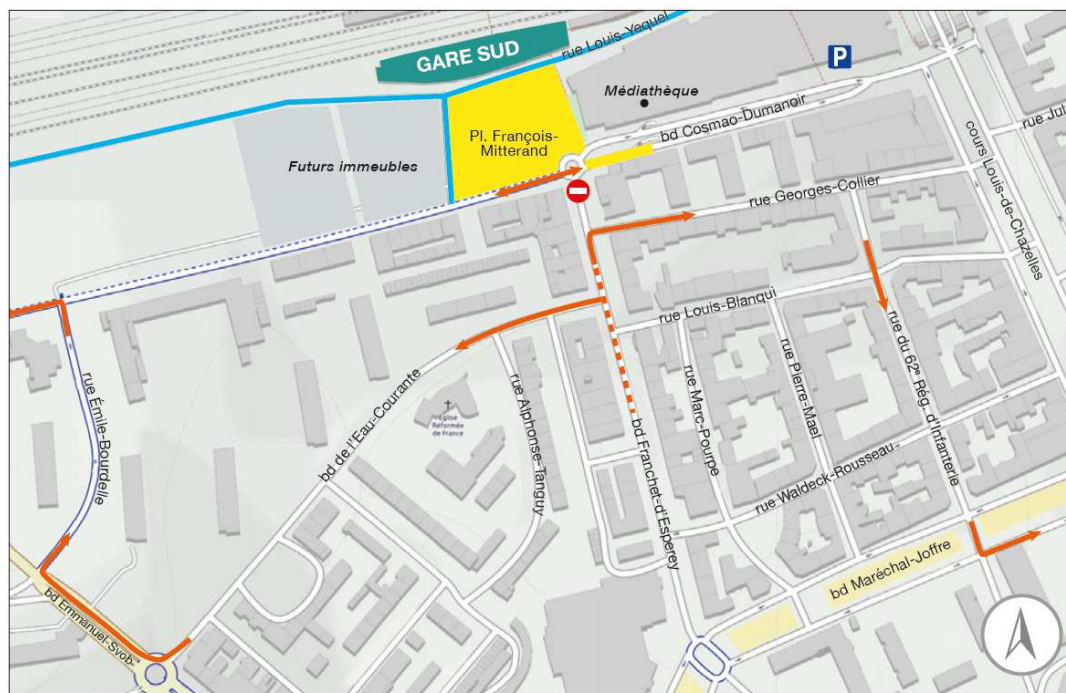 GARE SUD
rue Louis-Yequel
P
Médiathèque
Pl. François-
Mitterand
bd Cosmao-Dumanoir
Futurs immeubles
cours Louis-de-Chazelles
rue Jul
rue Georges-Collier
rue Louis-Blanqui
rue du 62e Rég. d'Infanterie
rue Émile-Bourdelle
bd de l'Eau-Courante
Eglise
Réformée
de France
rue Alphonse-Tanguy
rue Marc-Pourpe
rue Pierre-Mael
bd Franchet-d'Esperey
rue Waldeck-Rousseau
bd Maréchal-Joffre
bd Emmanuel-Svob